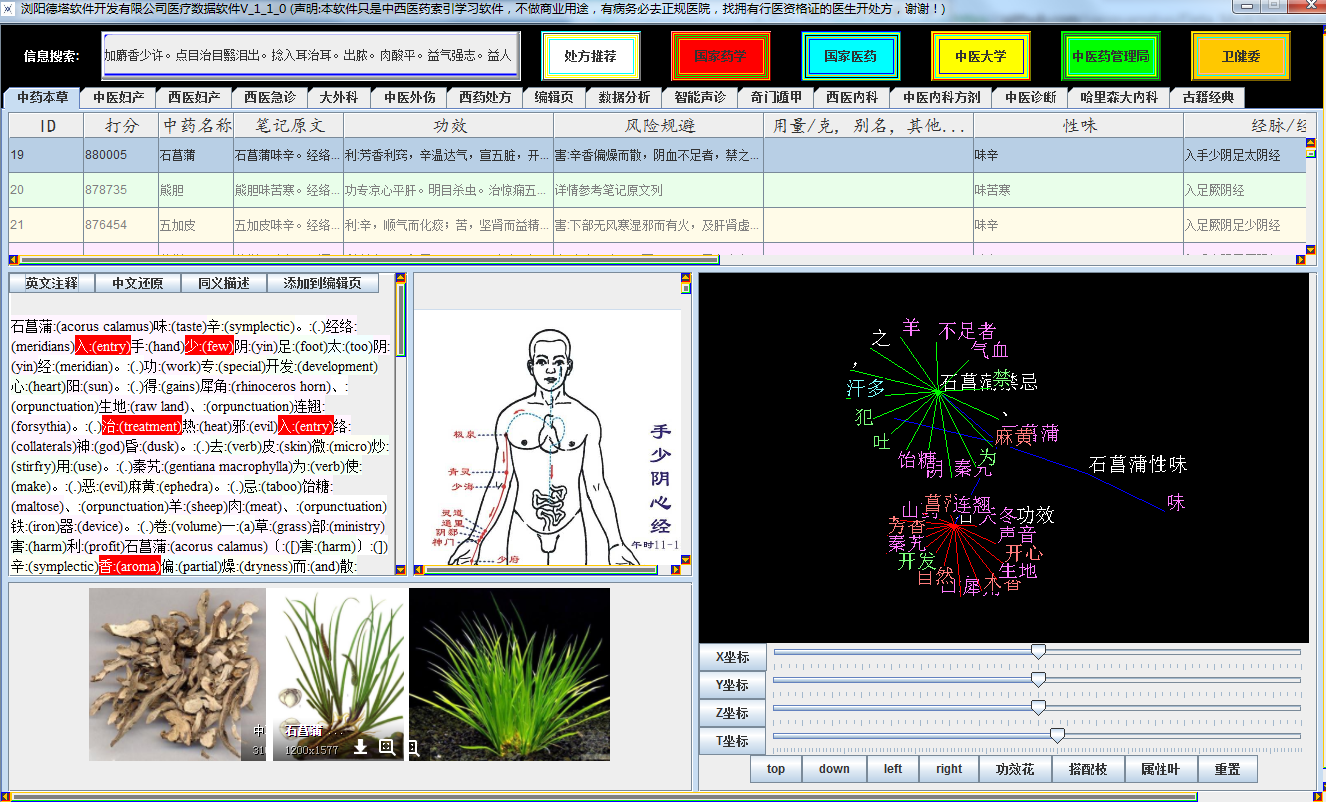 浏阳德塔软件开发有限公司医疗数据软件V_1_1_0 (声明:本软件只是中西医药索引学习软件，不做商业用途，有病务必去正规医院，找拥有行医资格证的医生开处方，谢谢！)
信息搜索: 加麝香少许。点目治目翳泪出。捻入耳治耳。出脓。肉酸平。益气强志。益人 处方推荐 国家药学 国家医药 中医大学 中医药管理局 卫健委
中药本草 中医妇产 西医妇产 西医急诊 大外科 中医外伤 西药处方 编辑页 数据分析 智能声诊 奇门遁甲 西医内科 中医内科方剂 中医诊断 哈里森大内科 古籍经典
ID 打分 中药名称 笔记原文 功效 风险规避 用量/克, 别名, 其他... 性味 经脉/经
19 880005 石菖蒲 石菖蒲味辛。经络... 利:芳香利窍，辛温达气，宣五脏，开... 害:辛香偏燥而散，阴血不足者，禁之... 味辛 入手少阴足太阴经
20 878735 熊胆 熊胆味苦寒。经络... 功专凉心平肝。明目杀虫。治惊痫五... 详情参考笔记原文列 味苦寒 入足厥阴经
21 876454 五加皮 五加皮味辛。经络... 利:辛，顺气而化痰；苦，坚肾而益精... 害:下部无风寒湿邪而有火，及肝肾虚... 味辛 入足厥阴足少阴经
英文注释 中文还原 同义描述 添加到编辑页
石菖蒲:(acorus calamus)味:(taste)辛:(symplectic)。:(.)经络:
(meridians)入:(entry)手:(hand)少:(few)阴:(yin)足:(foot)太:(too)阴:
(yin)经:(meridian)。:(.)功:(work)专:(special)开发:(development)
心:(heart)阳:(sun)。:(.)得:(gains)犀角:(rhinoceros horn)、:
(orpunctuation)生地:(raw land)、:(orpunctuation)连翘:
(forsythia)。:(.)治:(treatment)热:(heat)邪:(evil)入:(entry)络:
(collaterals)神:(god)昏:(dusk)。:(.)去:(verb)皮:(skin)微:(micro)炒:
(stirfry)用:(use)。:(.)秦艽:(gentiana macrophylla)为:(verb)使:
(make)。:(.)恶:(evil)麻黄:(ephedra)。:(.)忌:(taboo)饴糖:
(maltose)、:(orpunctuation)羊:(sheep)肉:(meat)、:(orpunctuation)
铁:(iron)器:(device)。:(.)卷:(volume)一:(a)草:(grass)部:(ministry)
害:(harm)利:(profit)石菖蒲:(acorus calamus)〔:([)害:(harm)〕:(])
辛:(symplectic)香:(aroma)偏:(partial)燥:(dryness)而:(and)散:
极泉
青灵
少海
灵道
通里
阴郄
神门
少府
手少阴心经
午时11-1
羊
之
不足者
气血
，
石菖蒲禁忌
禁
汗多
、
犯
麻黄
石菖蒲
吐
为
饴糖
阴
秦艽
石菖蒲性味
味
山
连翘
天冬
功效
芳香
声音
秦艽
开心
开发
生地
自然
木香
口
犀角
石菖蒲...
1200x1577
中
31
X坐标
Y坐标
Z坐标
T坐标
top down left right 功效花 搭配枝 属性叶 重置